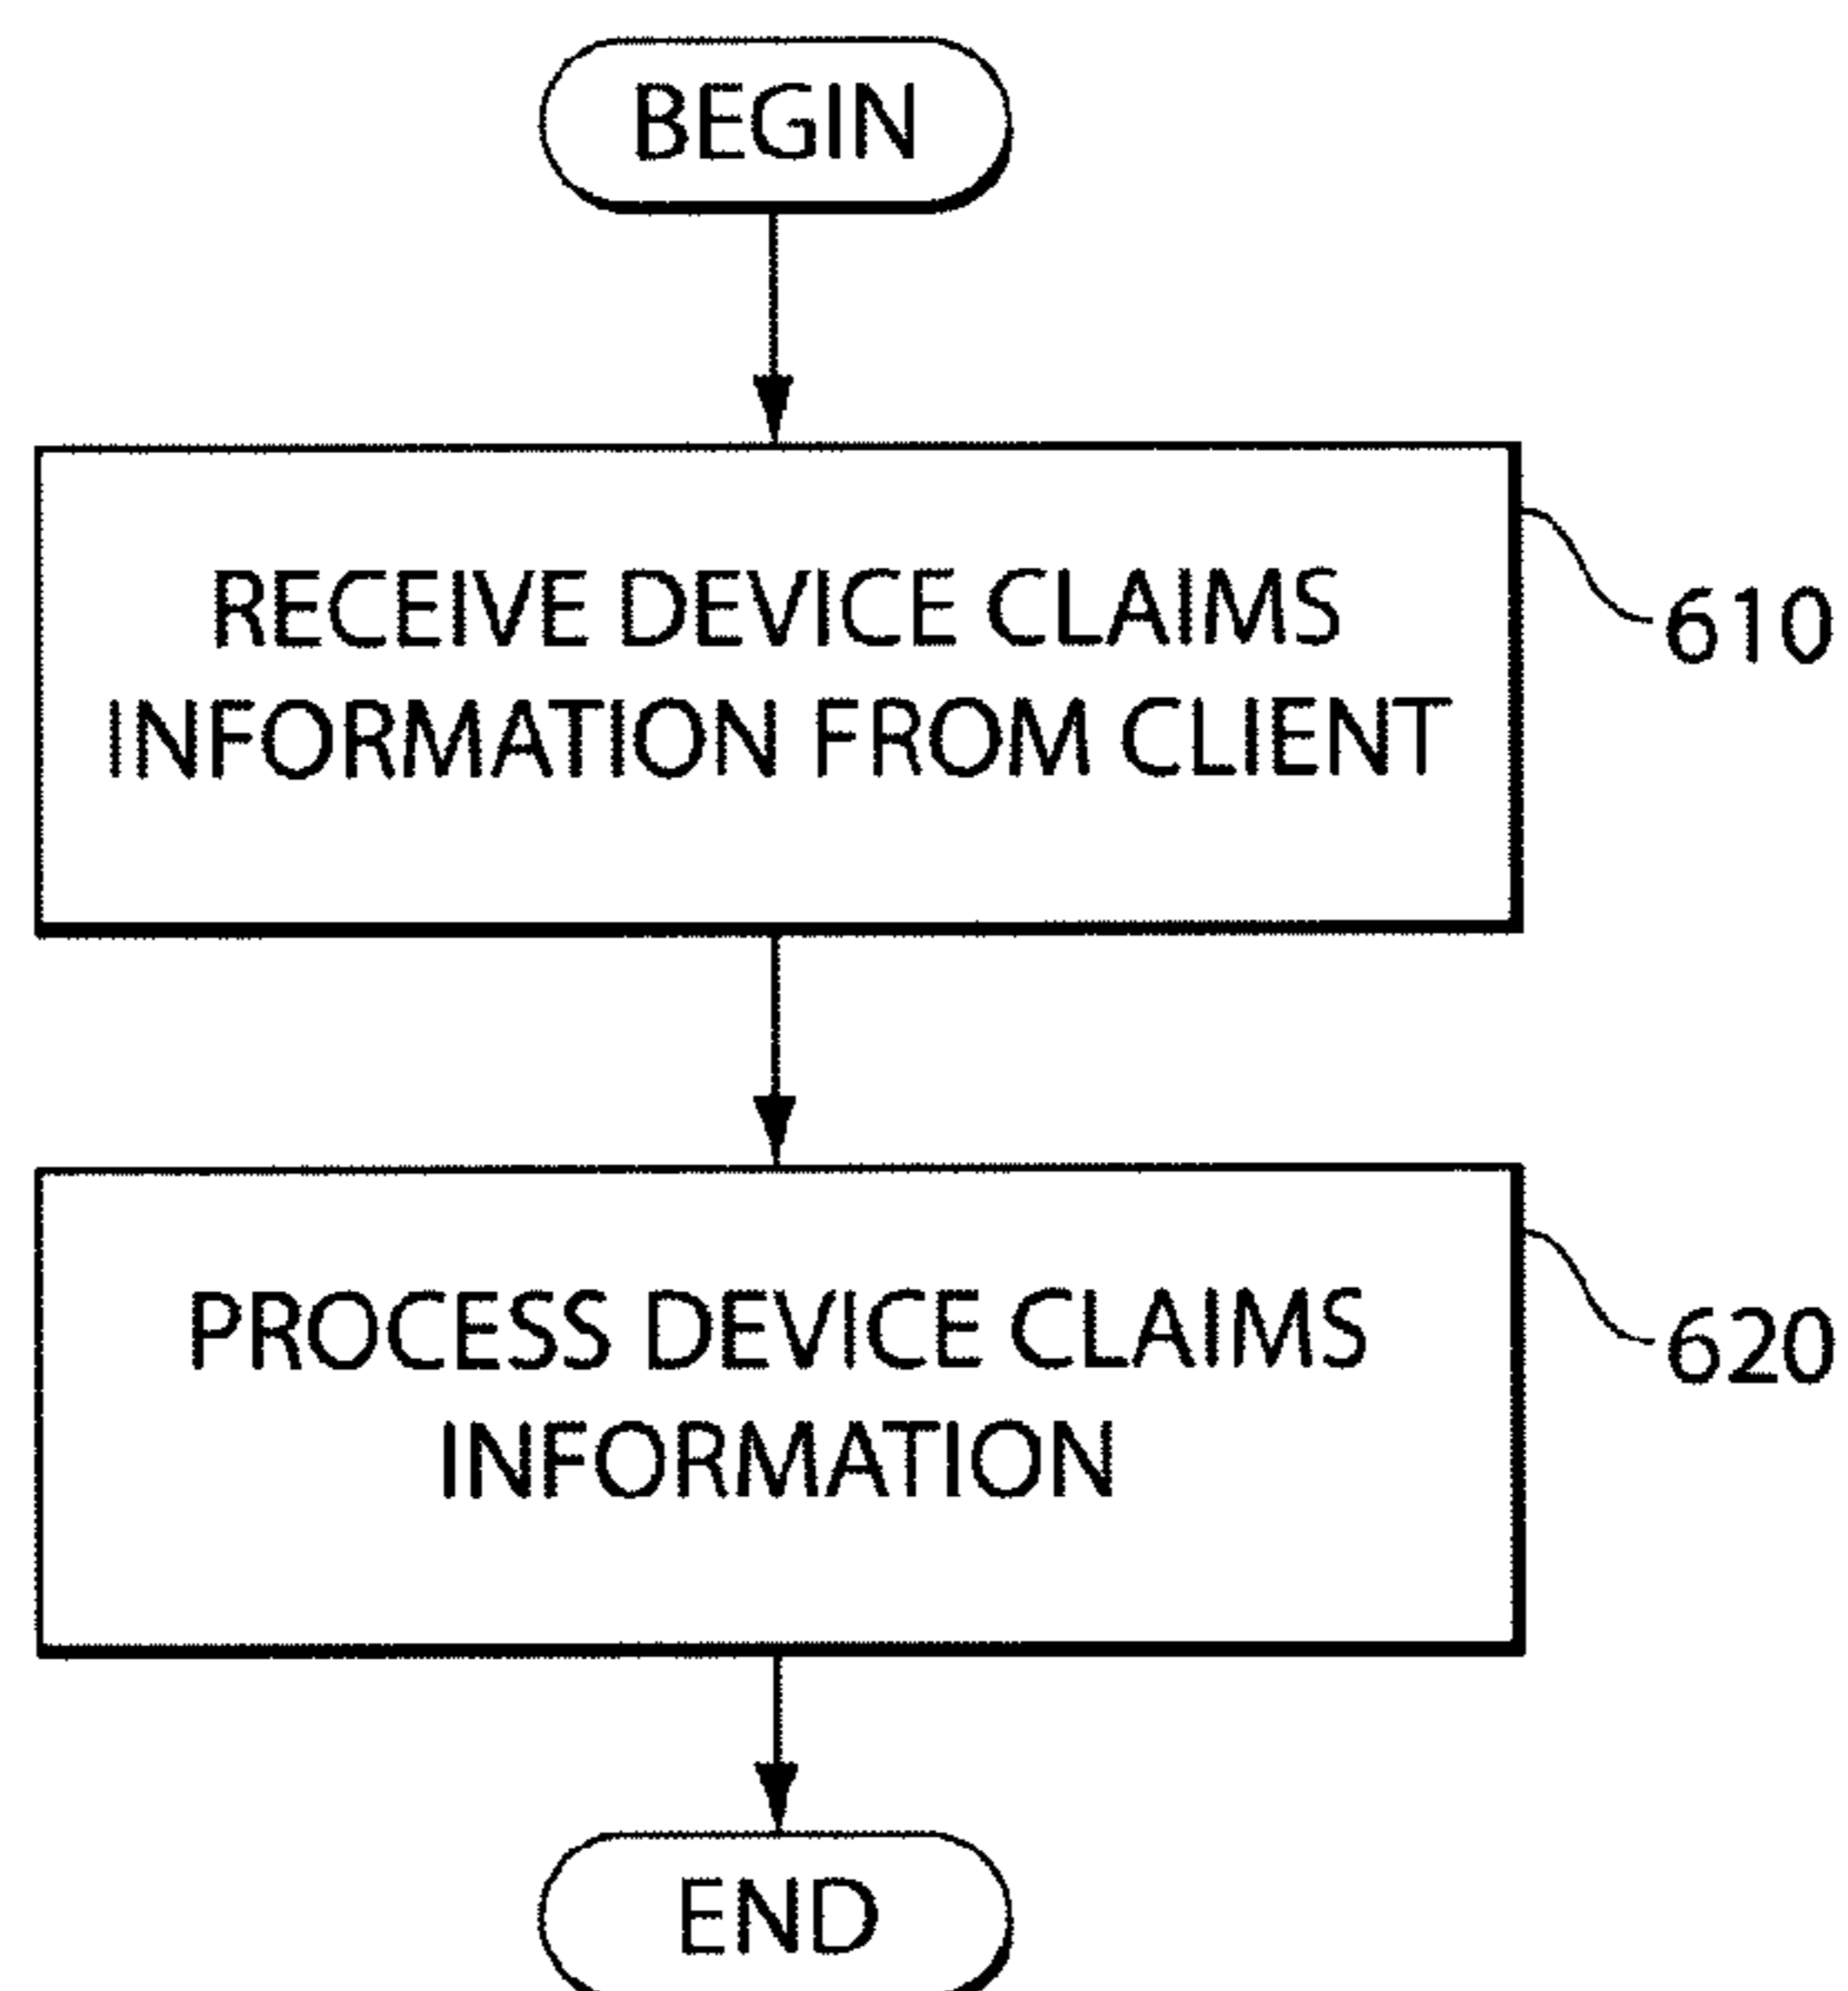 BEGIN
RECEIVE DEVICE CLAIMS
INFORMATION FROM CLIENT
610
PROCESS DEVICE CLAIMS
INFORMATION
620
END